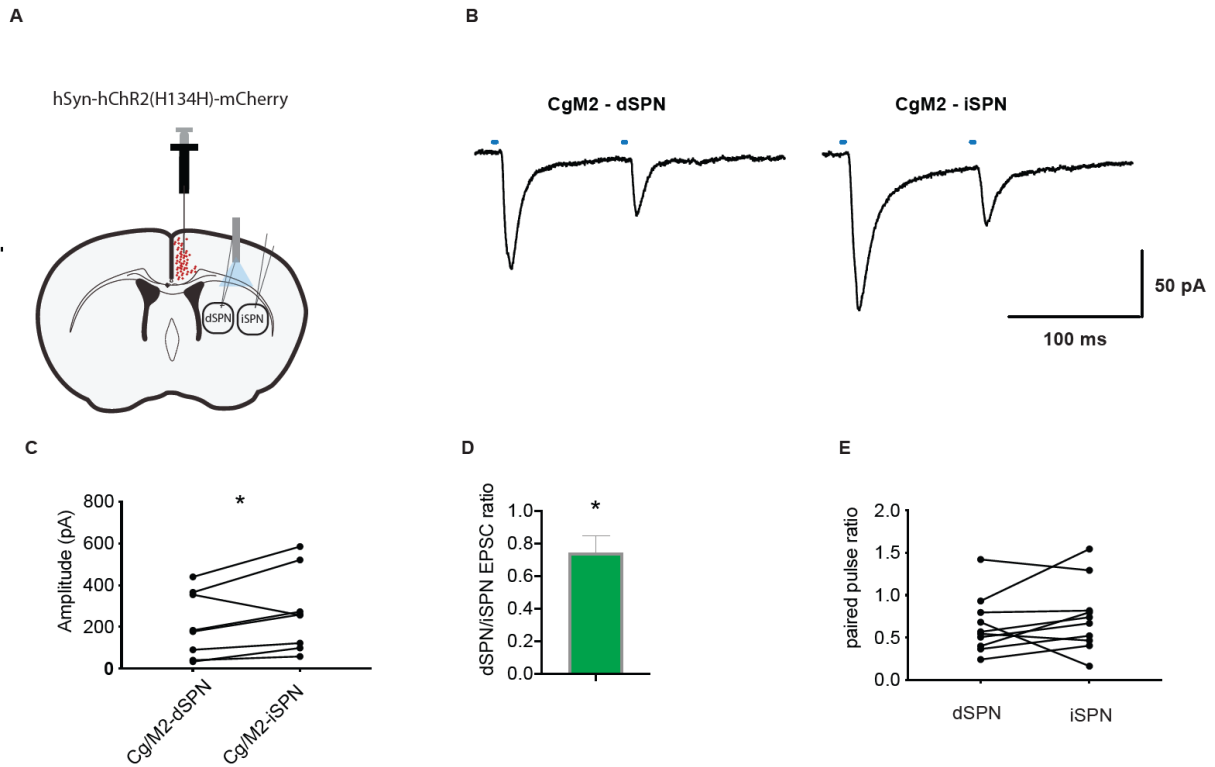 A
B
hSyn-hChR2(H134H)-mCherry
dSPN
iSPN
CgM2 - dSPN
CgM2 - iSPN
50 pA
100 ms
C
D
E
Amplitude (pA)
800
600
400
200
0
*
Cg/M2-dSPN
Cg/M2-iSPN
dSPN/iSPN EPSC ratio
1.0
0.8
0.6
0.4
0.2
0.0
*
paired pulse ratio
2.0
1.5
1.0
0.5
0.0
dSPN
iSPN